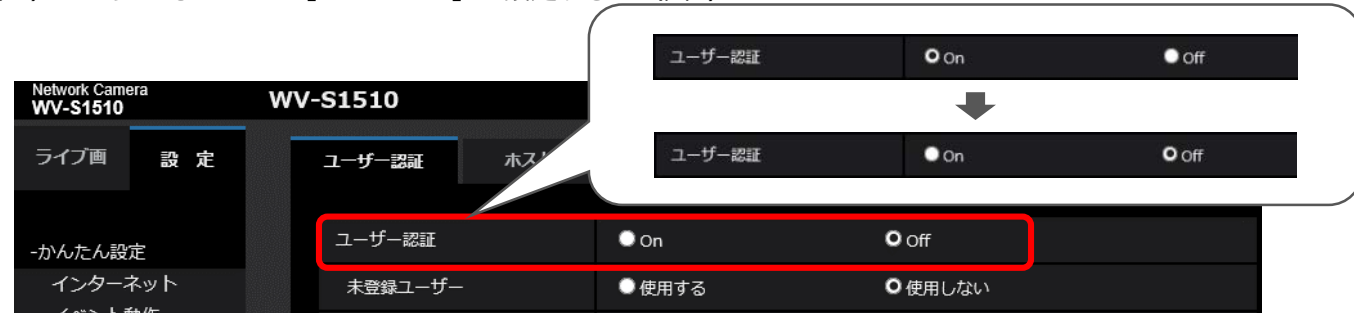 ユーザー認証 On Off
ユーザー認証 On Off
Network Camera
WV-S1510
WV-S1510
ライブ画
設 定
ユーザー認証
ユーザー認証 On Off
未登録ユーザー 使用する 使用しない
-かんたん設定
インターネット